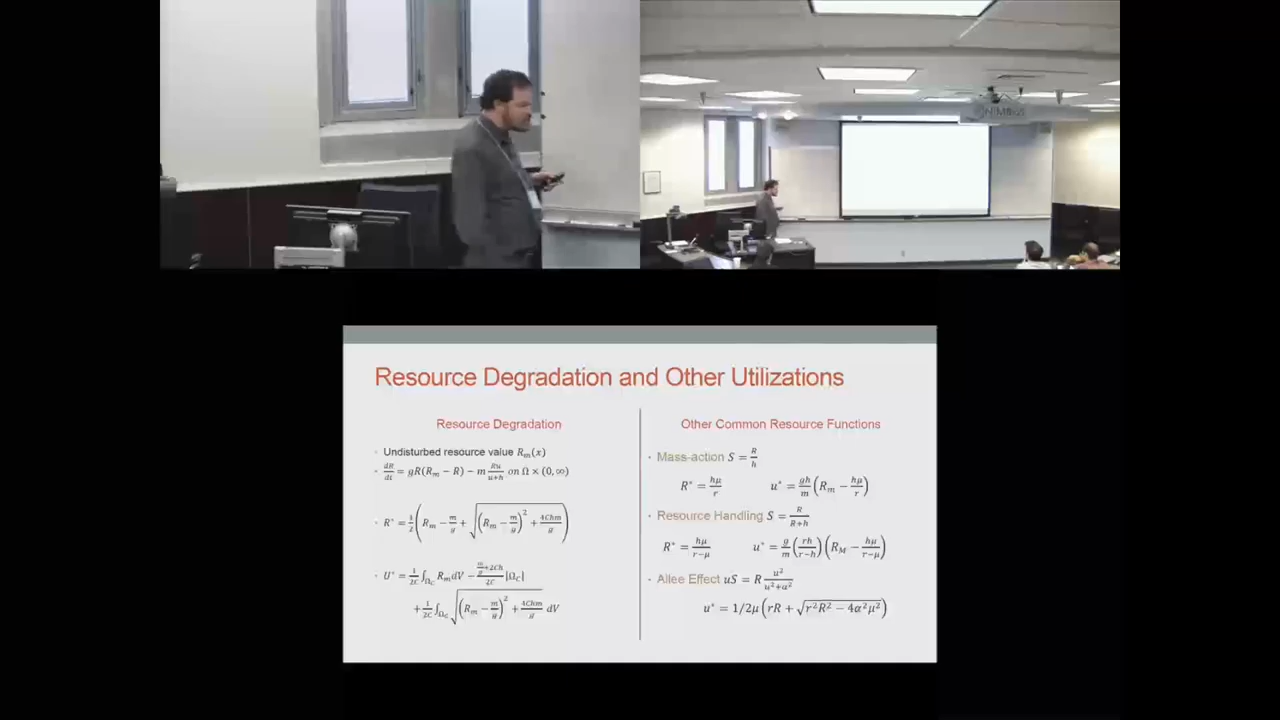 NIMBioS
Resource Degradation and Other Utilizations
Resource Degradation
• Undisturbed resource value R_m(x)
• dR/dt = gR(R_m − R) − m Ru/(u+h) on Ω × (0,∞)
• R* = 1/2 (R_m − m/g + √((R_m − m/g)² + 4Chm/g))
• U* = 1/2C ∫_Ω_C R_m dV − (m/g + 2Ch)/2C |Ω_C|
+ 1/2C ∫_Ω_C √((R_m − m/g)² + 4Chm/g) dV
Other Common Resource Functions
• Mass-action S = R/h
R* = hμ/r u* = gh/m (R_m − hμ/r)
• Resource Handling S = R/(R+h)
R* = hμ/(r−μ) u* = g/m (rh/(r−h)) (R_M − hμ/(r−μ))
• Allee Effect uS = R u²/(u²+α²)
u* = 1/2μ (rR + √(r²R² − 4α²μ²))